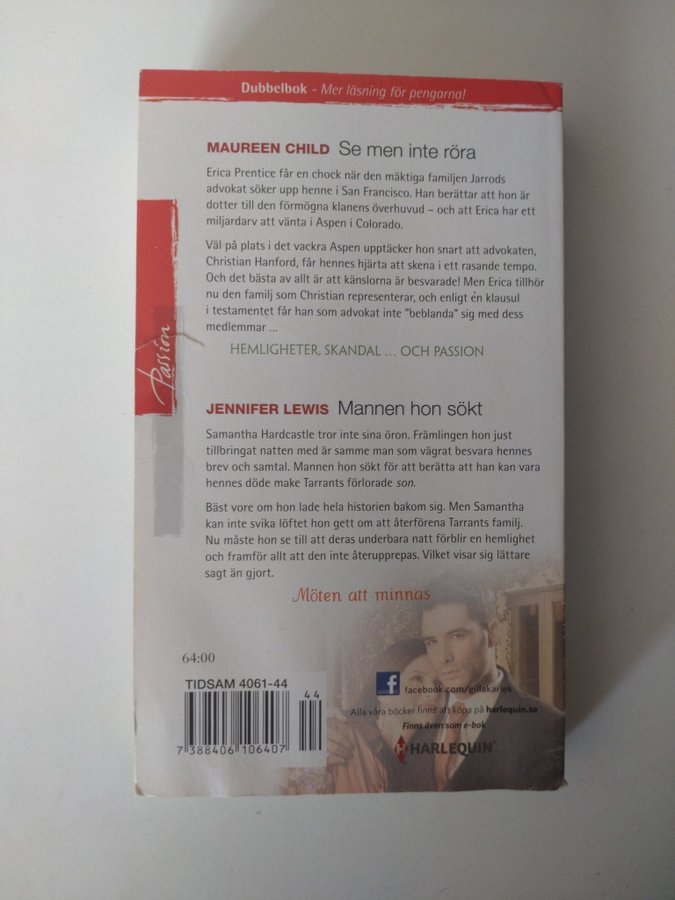 Dubbelbok - Mer läsning för pengarna!
MAUREEN CHILD Se men inte röra
Erica Prentice får en chock när den mäktiga familjen Jarrods
advokat söker upp henne i San Francisco. Han berättar att hon är
dotter till den förmögna klanens överhuvud – och att Erica har ett
miljardarv att vänta i Aspen i Colorado.
Väl på plats i det vackra Aspen upptäcker hon snart att advokaten,
Christian Hanford, får hennes hjärta att skena i ett rasande tempo.
Och det bästa av allt är att känslorna är besvarade! Men Erica tillhör
nu den familj som Christian representerar, och enligt en klausul
i testamentet får han som advokat inte "beblanda" sig med dess
medlemmar ...
HEMLIGHETER, SKANDAL ... OCH PASSION
Passion
JENNIFER LEWIS Mannen hon sökt
Samantha Hardcastle tror inte sina öron. Främlingen hon just
tillbringat natten med är samme man som vägrat besvara hennes
brev och samtal. Mannen hon sökt för att berätta att han kan vara
hennes döde make Tarrants förlorade son.
Bäst vore om hon lade hela historien bakom sig. Men Samantha
kan inte svika löftet hon gett om att återförena Tarrants familj.
Nu måste hon se till att deras underbara natt förblir en hemlighet
och framför allt att den inte återupprepas. Vilket visar sig lättare
sagt än gjort.
Möten att minnas
64:00
TIDSAM 4061-44
44
7 388406 106407
facebook.com/gillakarlek
Alla våra böcker finns att köpa på harlequin.se
Finns även som e-bok
HARLEQUIN